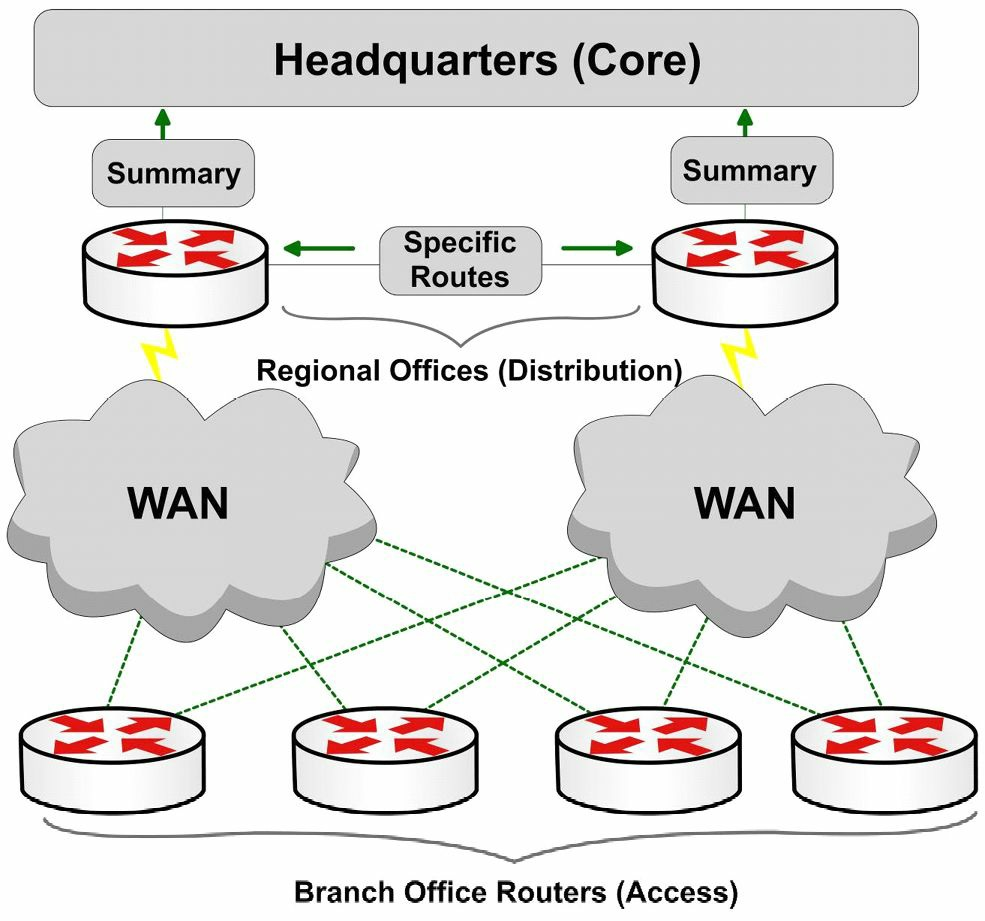 Headquarters (Core)
Summary
Summary
Specific
Routes
Regional Offices (Distribution)
WAN
WAN
Branch Office Routers (Access)